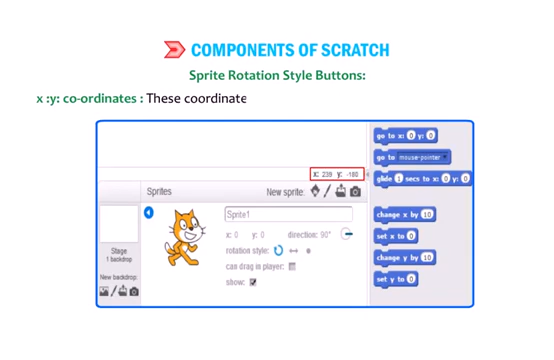 COMPONENTS OF SCRATCH
Sprite Rotation Style Buttons:
x :y: co-ordinates : These coordinate
x: 239 y: -180
Sprites
New sprite:
Sprite1
x: 0 y: 0 direction: 90°
rotation style:
can drag in player:
show:
Stage
1 backdrop
New backdrop:
go to x: 0 y: 0
go to mouse-pointer
glide 1 secs to x: 0 y: 0
change x by 10
set x to 0
change y by 10
set y to 0